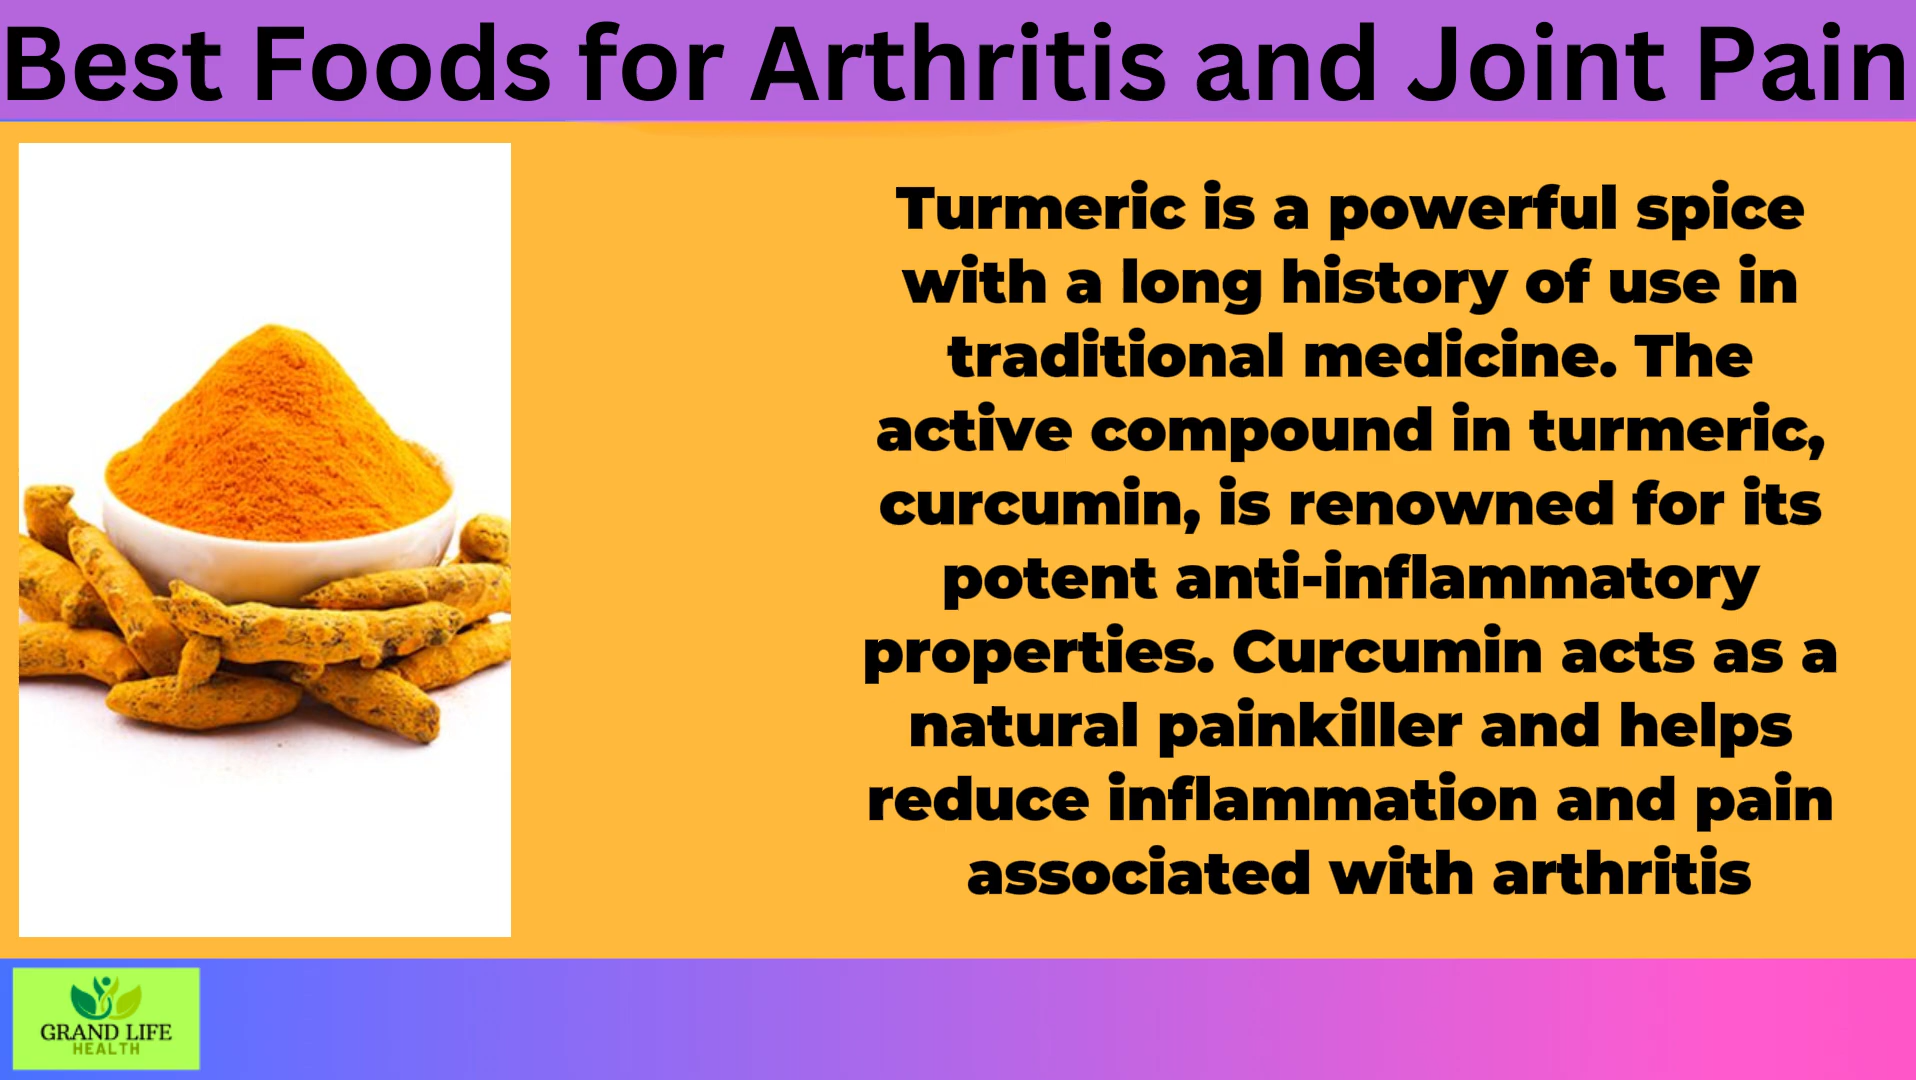 Best Foods for Arthritis and Joint Pain
Turmeric is a powerful spice
with a long history of use in
traditional medicine. The
active compound in turmeric,
curcumin, is renowned for its
potent anti-inflammatory
properties. Curcumin acts as a
natural painkiller and helps
reduce inflammation and pain
associated with arthritis
GRAND LIFE
HEALTH